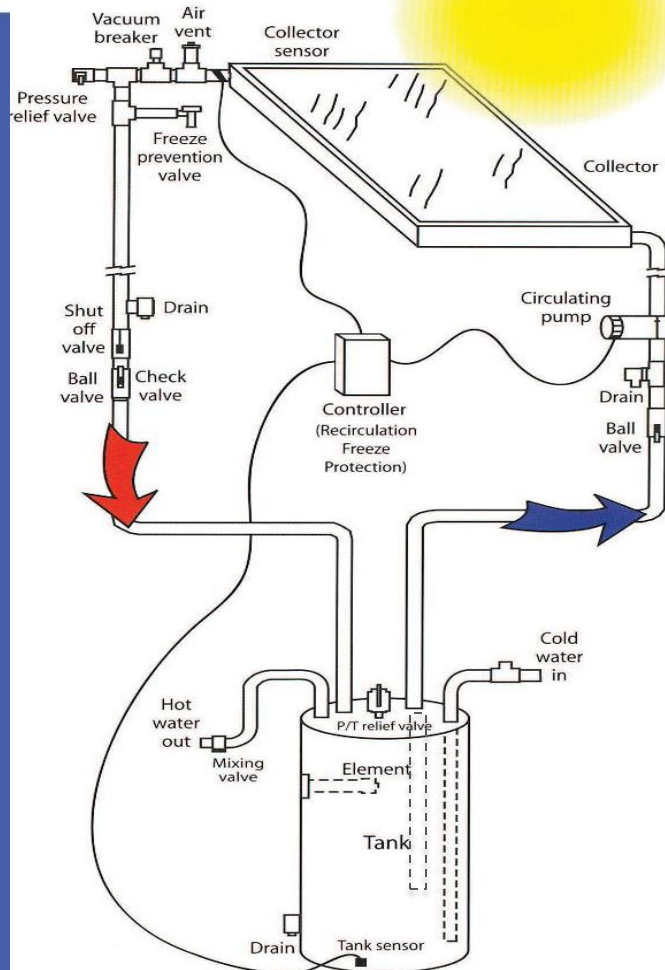 Vacuum
breaker
Air
vent
Collector
sensor
Pressure
relief valve
Freeze
prevention
valve
Collector
Circulating
pump
Shut
off
valve
Drain
Ball
valve
Check
valve
Controller
(Recirculation
Freeze
Protection)
Drain
Ball
valve
Cold
water
in
Hot
water
out
Mixing
valve
P/T relief valve
Element
Tank
Drain
Tank sensor